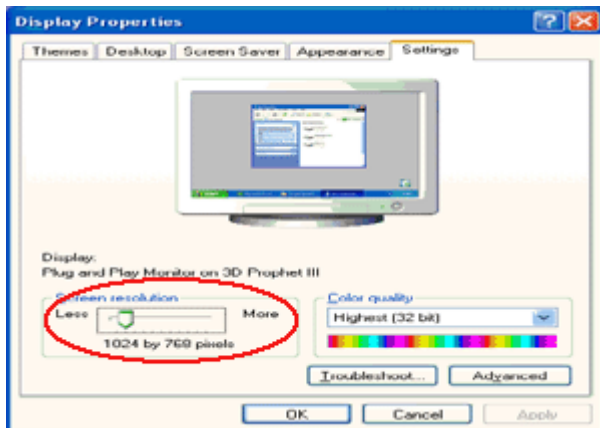 Display Properties
Themes Desktop Screen Saver Appearance Settings
Display:
Plug and Play Monitor on 3D Prophet III
Screen resolution
Less More
1024 by 768 pixels
Color quality
Highest (32 bit)
Troubleshoot... Advanced
OK Cancel Apply